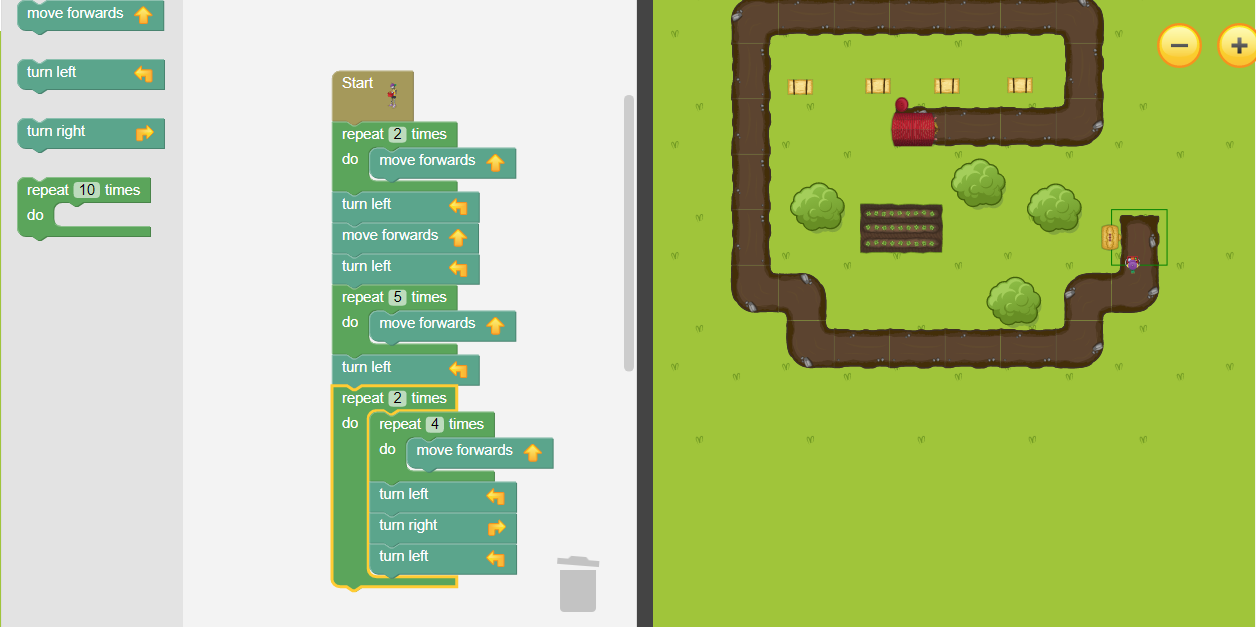 move forwards
turn left
turn right
repeat 10 times
do
Start
repeat 2 times
do move forwards
turn left
move forwards
turn left
repeat 5 times
do move forwards
turn left
repeat 2 times
do repeat 4 times
do move forwards
turn left
turn right
turn left
− +